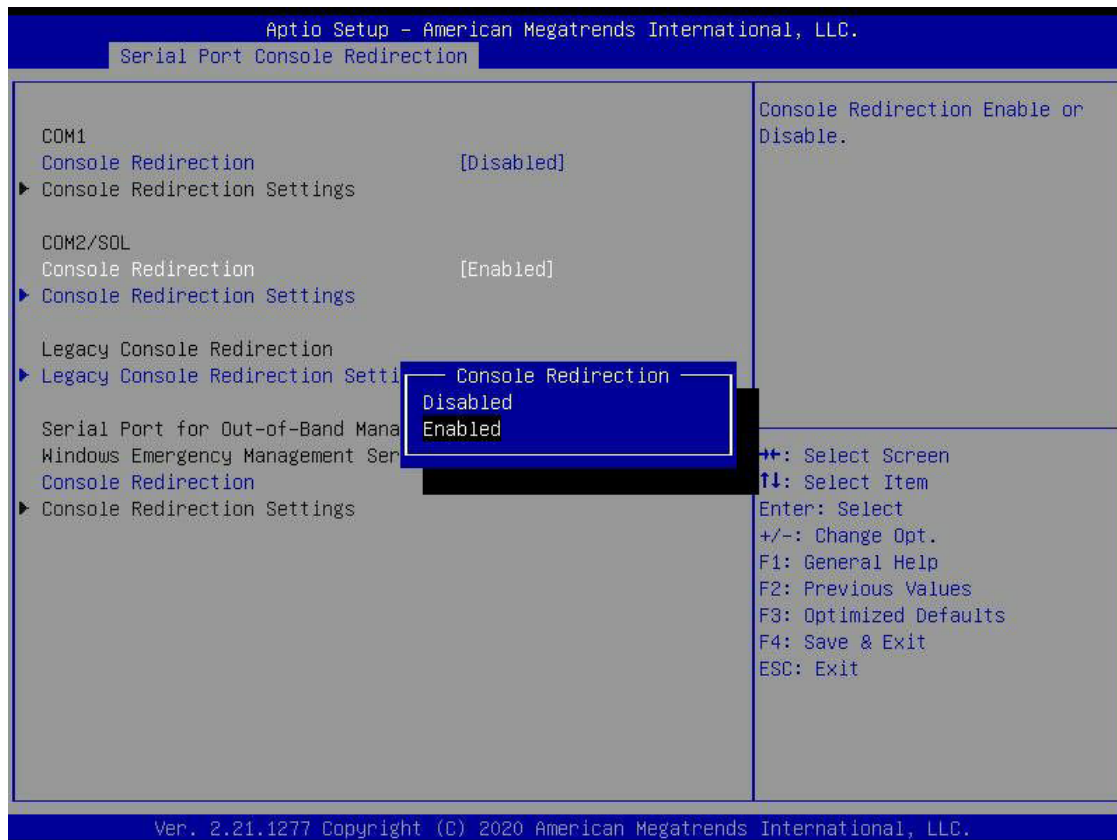 Aptio Setup – American Megatrends International, LLC.
Serial Port Console Redirection
COM1
Console Redirection [Disabled]
Console Redirection Settings
COM2/SOL
Console Redirection [Enabled]
Console Redirection Settings
Legacy Console Redirection
Legacy Console Redirection Setti
Serial Port for Out-of-Band Mana
Windows Emergency Management Ser
Console Redirection
Console Redirection Settings
Console Redirection
Disabled
Enabled
Console Redirection Enable or
Disable.
→←: Select Screen
↑↓: Select Item
Enter: Select
+/-: Change Opt.
F1: General Help
F2: Previous Values
F3: Optimized Defaults
F4: Save & Exit
ESC: Exit
Ver. 2.21.1277 Copyright (C) 2020 American Megatrends International, LLC.